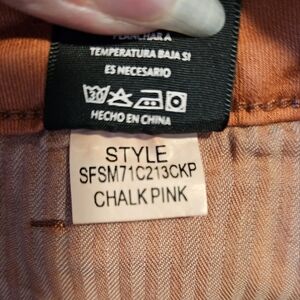 PLANCHAR A
TEMPERATURA BAJA SI
ES NECESARIO
HECHO EN CHINA
STYLE
SFSM71C213CKP
CHALK PINK